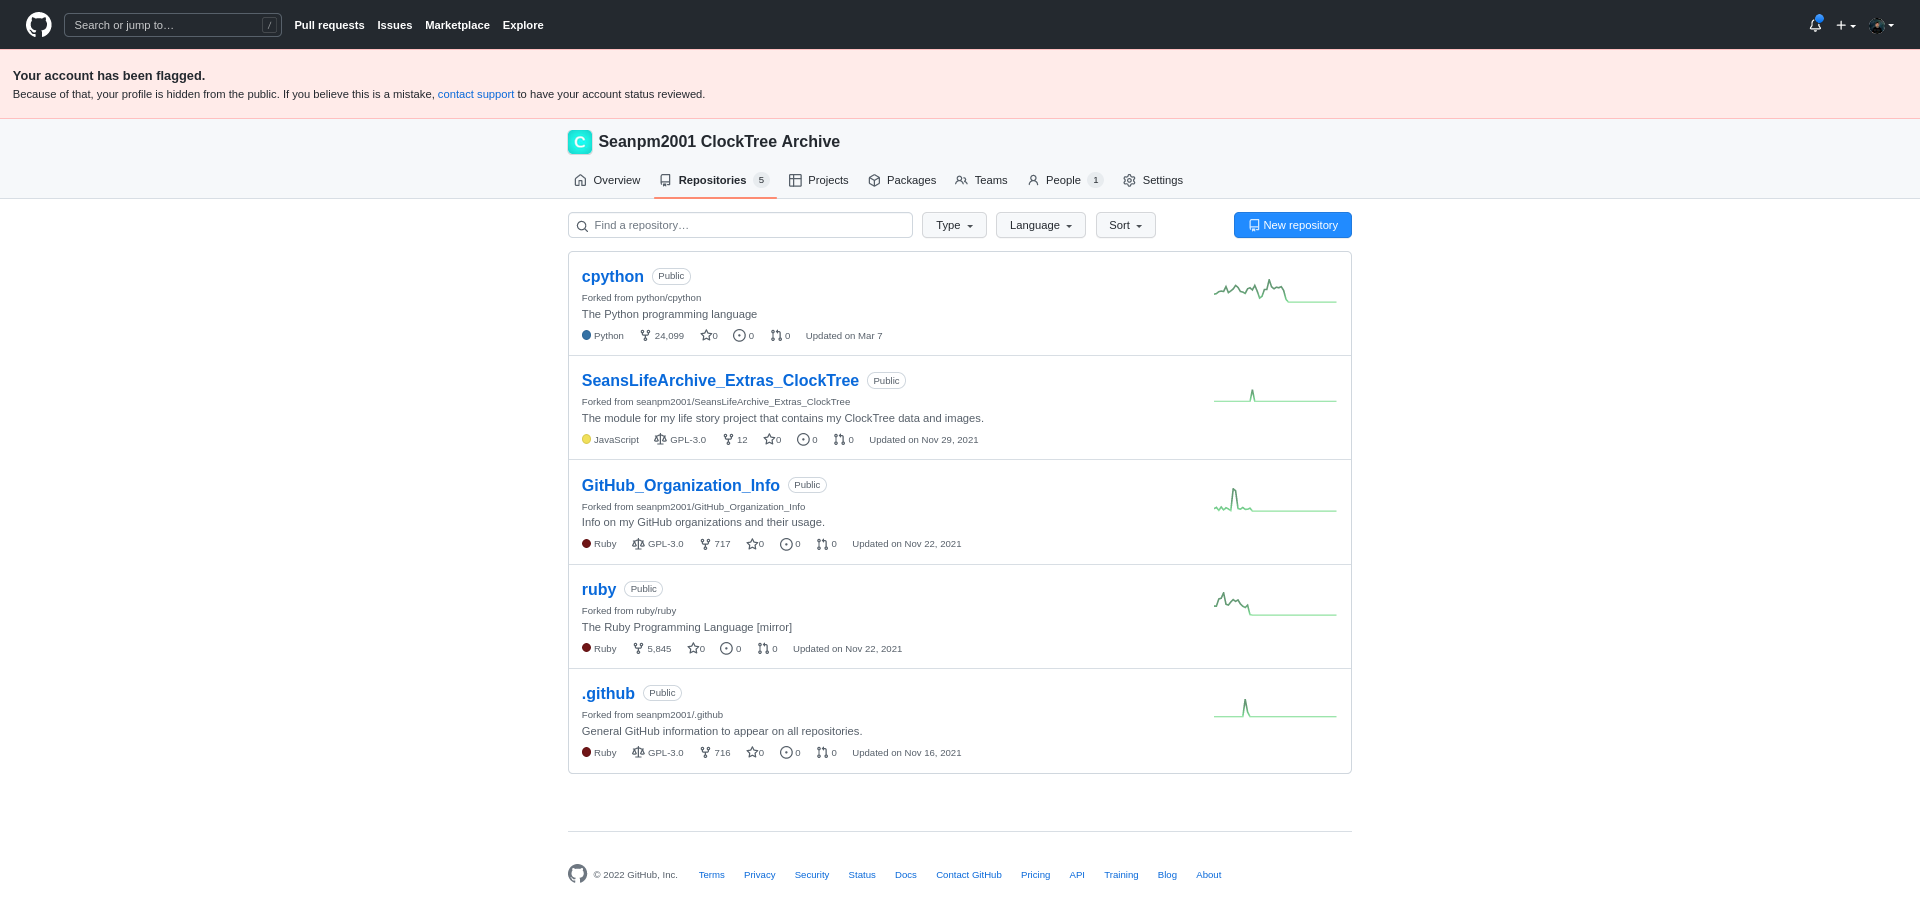 Search or jump to… /
Pull requests Issues Marketplace Explore
Your account has been flagged.
Because of that, your profile is hidden from the public. If you believe this is a mistake, contact support to have your account status reviewed.
C Seanpm2001 ClockTree Archive
Overview Repositories 5 Projects Packages Teams People 1 Settings
Find a repository… Type Language Sort New repository
cpython Public
Forked from python/cpython
The Python programming language
Python 24,099 0 0 0 Updated on Mar 7
SeansLifeArchive_Extras_ClockTree Public
Forked from seanpm2001/SeansLifeArchive_Extras_ClockTree
The module for my life story project that contains my ClockTree data and images.
JavaScript GPL-3.0 12 0 0 0 Updated on Nov 29, 2021
GitHub_Organization_Info Public
Forked from seanpm2001/GitHub_Organization_Info
Info on my GitHub organizations and their usage.
Ruby GPL-3.0 717 0 0 0 Updated on Nov 22, 2021
ruby Public
Forked from ruby/ruby
The Ruby Programming Language [mirror]
Ruby 5,845 0 0 0 Updated on Nov 22, 2021
.github Public
Forked from seanpm2001/.github
General GitHub information to appear on all repositories.
Ruby GPL-3.0 716 0 0 0 Updated on Nov 16, 2021
© 2022 GitHub, Inc. Terms Privacy Security Status Docs Contact GitHub Pricing API Training Blog About